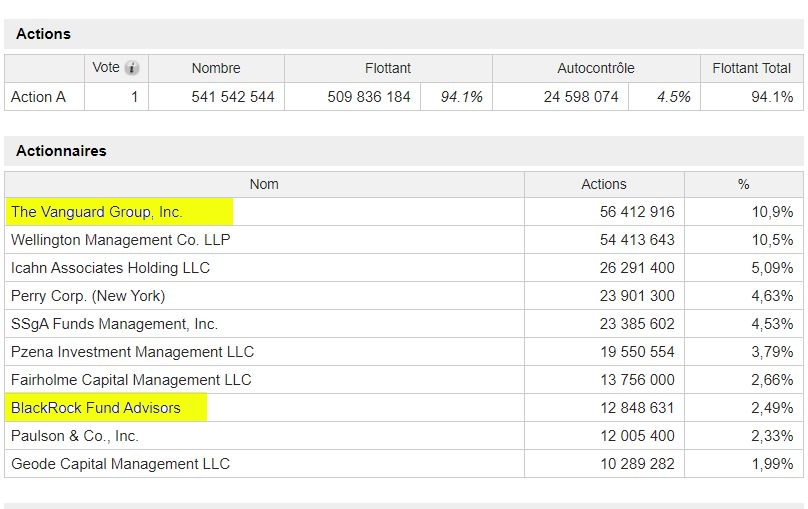 Actions
Vote i Nombre Flottant Autocontrôle Flottant Total
Action A 1 541 542 544 509 836 184 94.1% 24 598 074 4.5% 94.1%
Actionnaires
Nom Actions %
The Vanguard Group, Inc. 56 412 916 10,9%
Wellington Management Co. LLP 54 413 643 10,5%
Icahn Associates Holding LLC 26 291 400 5,09%
Perry Corp. (New York) 23 901 300 4,63%
SSgA Funds Management, Inc. 23 385 602 4,53%
Pzena Investment Management LLC 19 550 554 3,79%
Fairholme Capital Management LLC 13 756 000 2,66%
BlackRock Fund Advisors 12 848 631 2,49%
Paulson & Co., Inc. 12 005 400 2,33%
Geode Capital Management LLC 10 289 282 1,99%